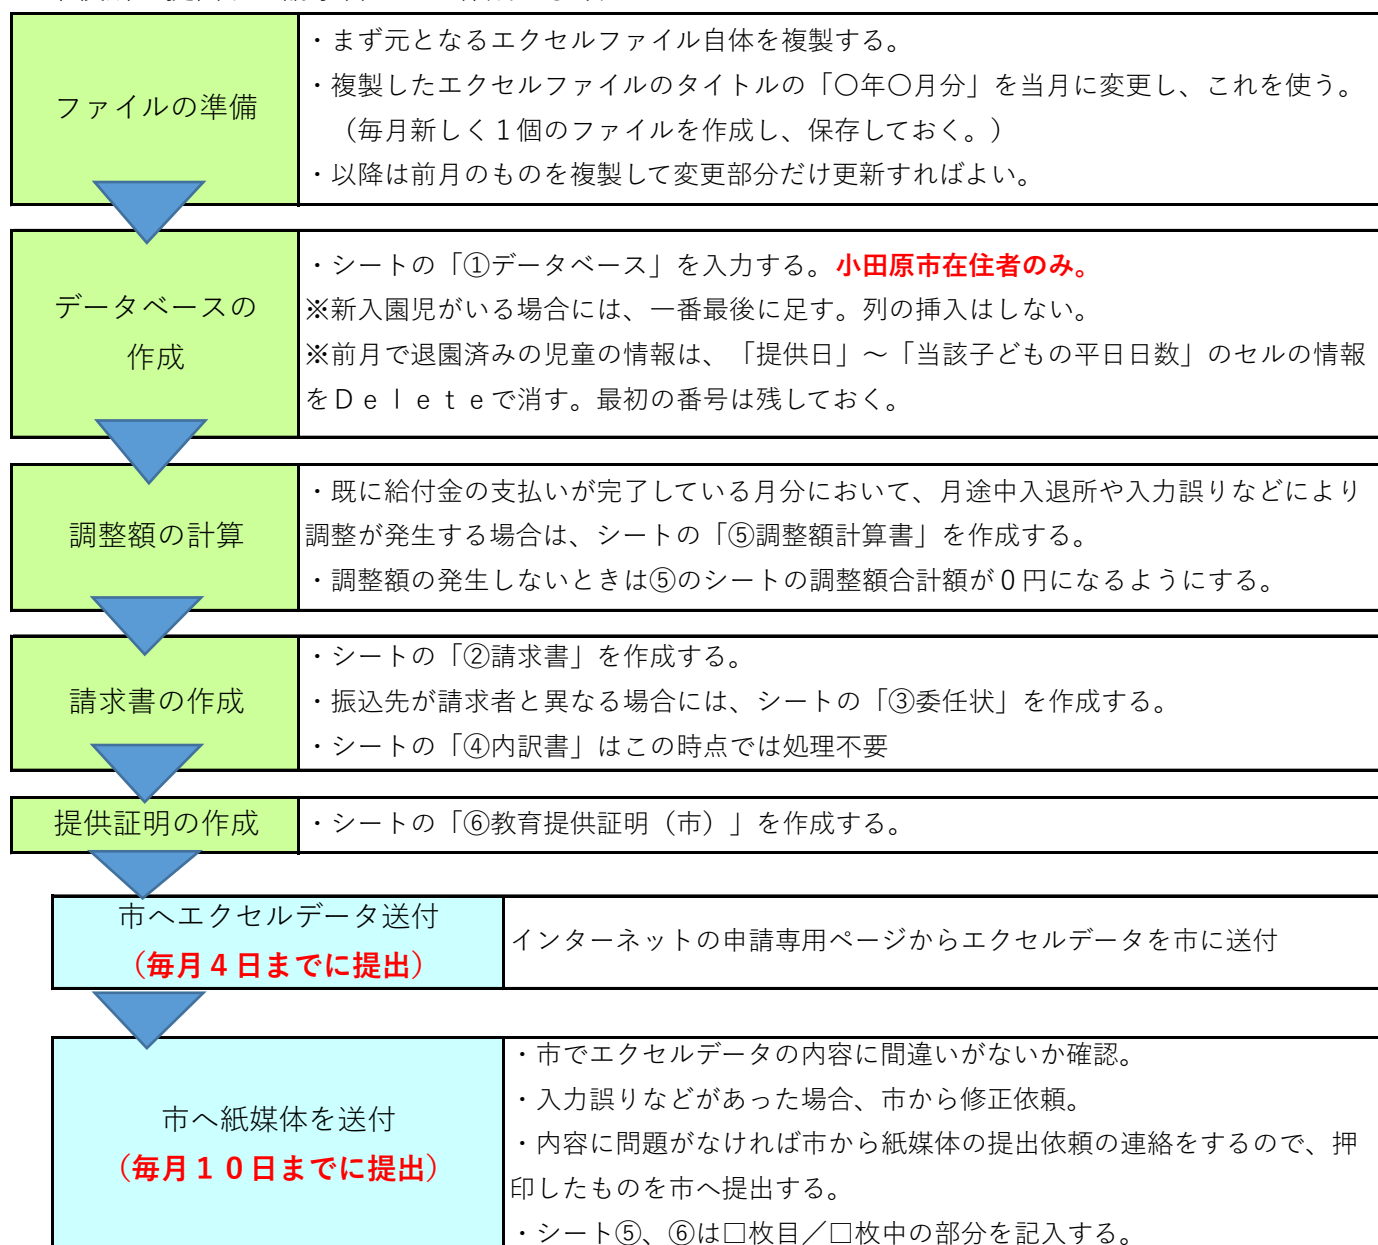 ファイルの準備
・まず元となるエクセルファイル自体を複製する。
・複製したエクセルファイルのタイトルの「〇年〇月分」を当月に変更し、これを使う。
（毎月新しく１個のファイルを作成し、保存しておく。）
・以降は前月のものを複製して変更部分だけ更新すればよい。
データベースの
作成
・シートの「①データベース」を入力する。小田原市在住者のみ。
※新入園児がいる場合には、一番最後に足す。列の挿入はしない。
※前月で退園済みの児童の情報は、「提供日」～「当該子どもの平日日数」のセルの情報
をＤｅｌｅｔｅで消す。最初の番号は残しておく。
調整額の計算
・既に給付金の支払いが完了している月分において、月途中入退所や入力誤りなどにより
調整が発生する場合は、シートの「⑤調整額計算書」を作成する。
・調整額の発生しないときは⑤のシートの調整額合計額が０円になるようにする。
請求書の作成
・シートの「②請求書」を作成する。
・振込先が請求者と異なる場合には、シートの「③委任状」を作成する。
・シートの「④内訳書」はこの時点では処理不要
提供証明の作成
・シートの「⑥教育提供証明（市）」を作成する。
市へエクセルデータ送付
（毎月４日までに提出）
インターネットの申請専用ページからエクセルデータを市に送付
市へ紙媒体を送付
（毎月１０日までに提出）
・市でエクセルデータの内容に間違いがないか確認。
・入力誤りなどがあった場合、市から修正依頼。
・内容に問題がなければ市から紙媒体の提出依頼の連絡をするので、押
印したものを市へ提出する。
・シート⑤、⑥は□枚目／□枚中の部分を記入する。